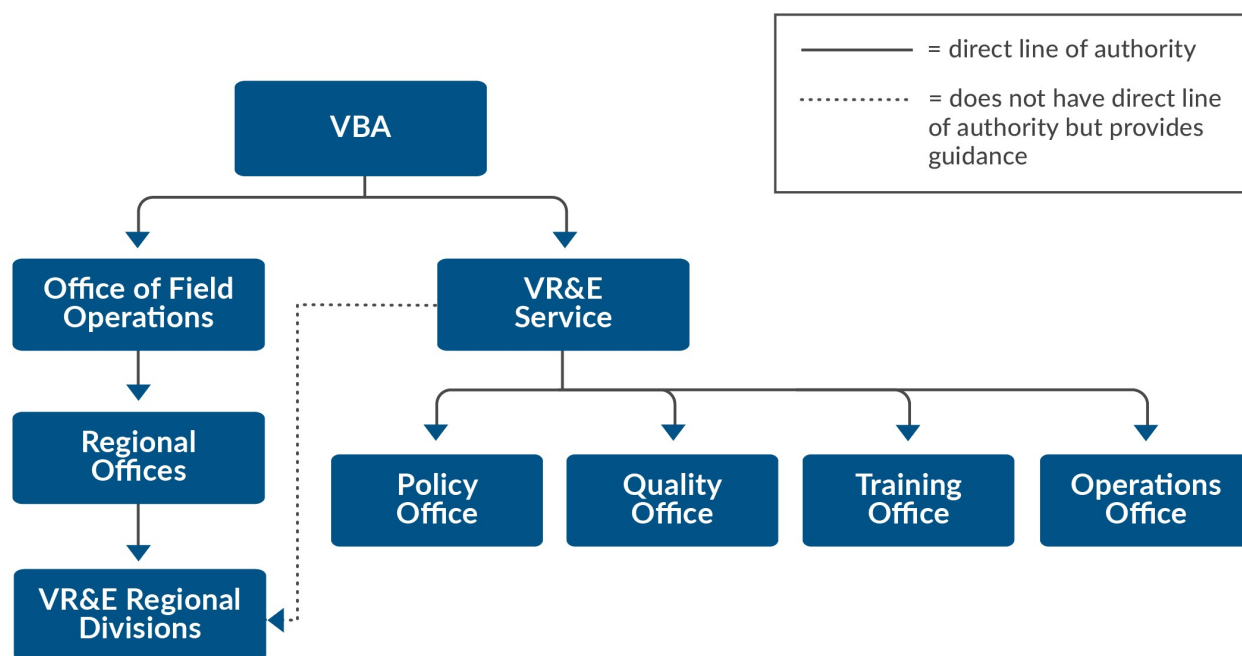 = direct line of authority
= does not have direct line
of authority but provides
guidance
VBA
Office of Field
Operations
VR&E
Service
Regional
Offices
Policy
Office
Quality
Office
Training
Office
Operations
Office
VR&E Regional
Divisions